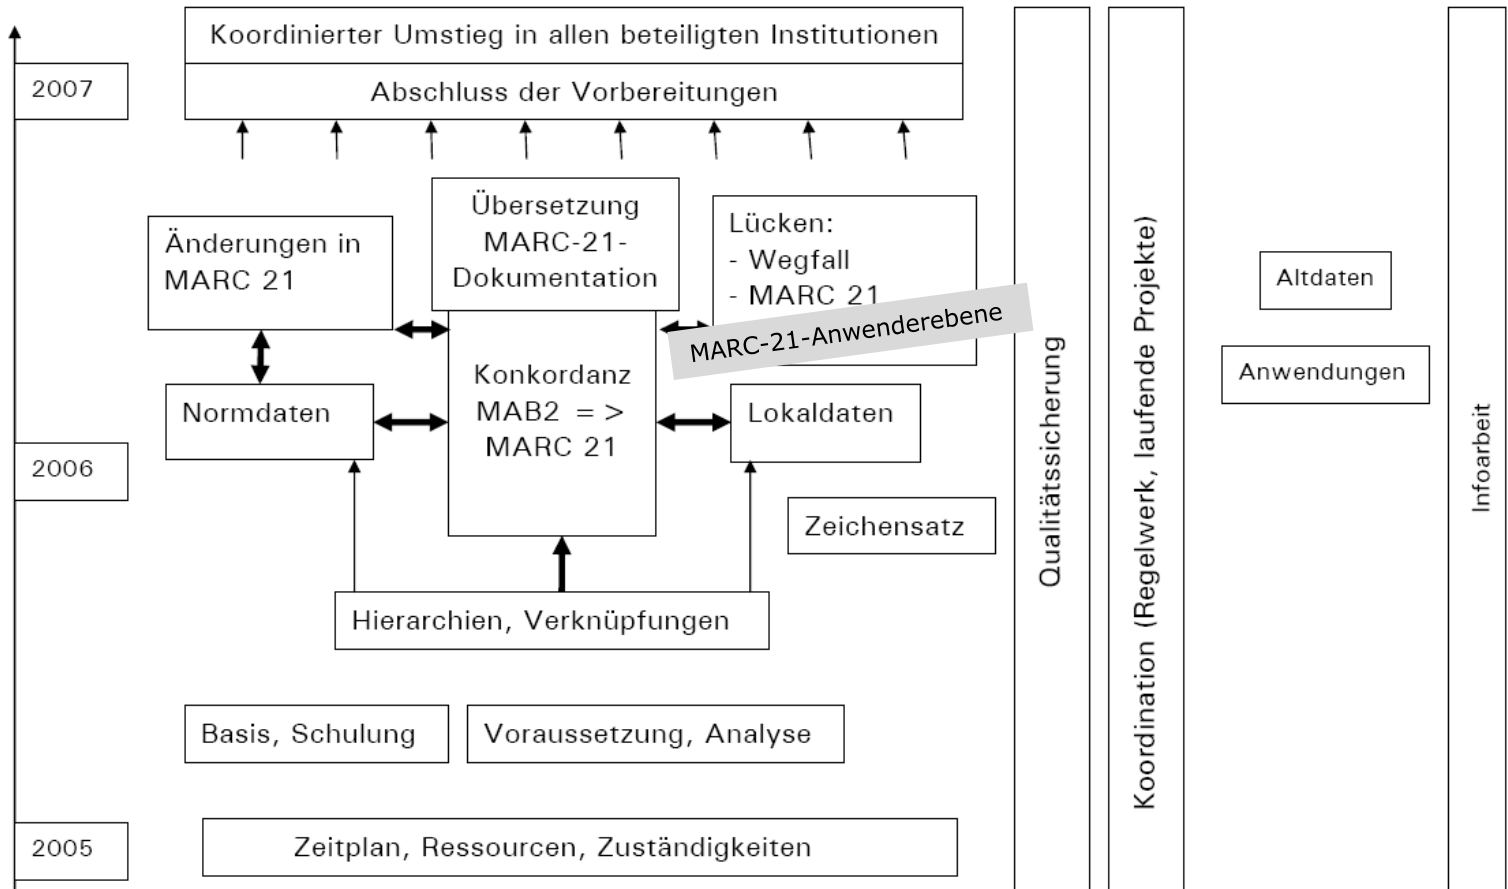 Koordinierter Umstieg in allen beteiligten Institutionen
2007
Abschluss der Vorbereitungen
Übersetzung
MARC-21-
Dokumentation
Änderungen in
MARC 21
Lücken:
- Wegfall
- MARC 21
MARC-21-Anwenderebene
Konkordanz
MAB2 = >
MARC 21
Normdaten
Lokaldaten
2006
Zeichensatz
Hierarchien, Verknüpfungen
Basis, Schulung
Voraussetzung, Analyse
2005
Zeitplan, Ressourcen, Zuständigkeiten
Qualitätssicherung
Koordination (Regelwerk, laufende Projekte)
Altdaten
Anwendungen
Infoarbeit